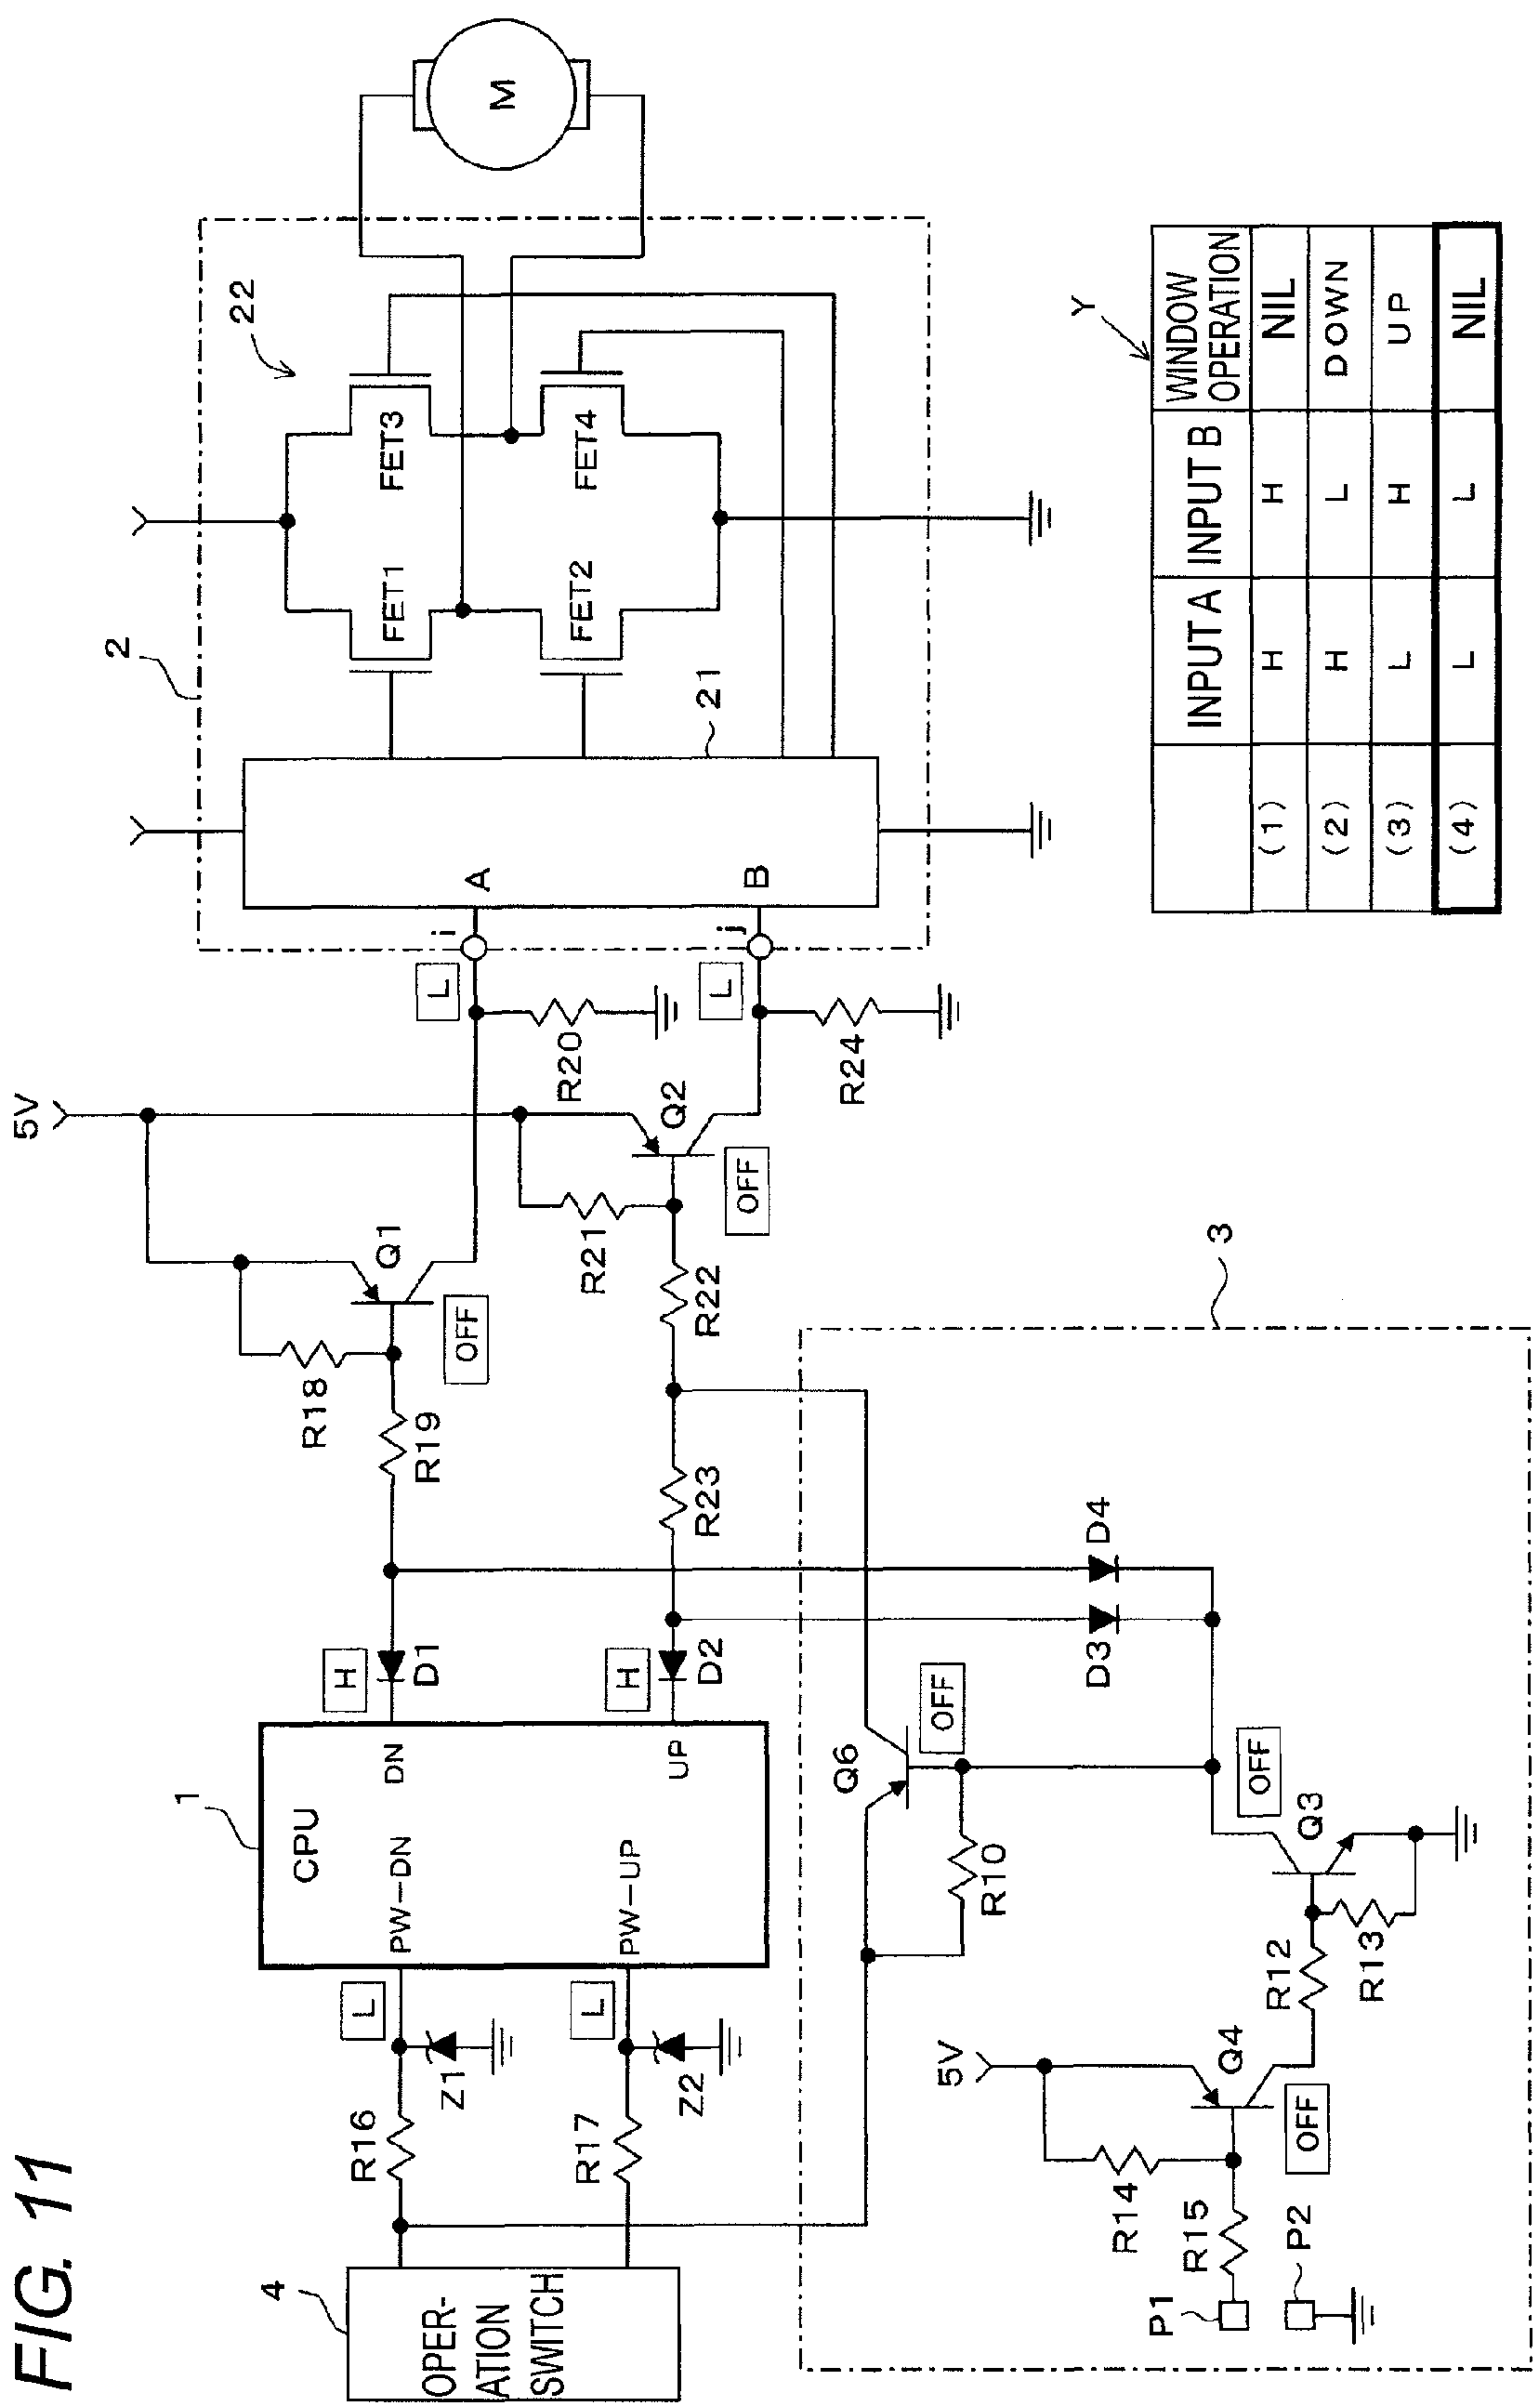 FIG. 11
5V
2
22
M
FET1
FET3
FET2
FET4
21
A
B
i
j
L
L
R20
R24
Q1
OFF
R18
R19
Q2
OFF
R21
R22
R23
1
CPU
DN
UP
PW-DN
PW-UP
H
D1
H
D2
L
L
Z1
Z2
R16
R17
4
OPER-
ATION
SWITCH
3
D4
D3
Q6
OFF
R10
OFF
Q3
R12
R13
5V
Q4
OFF
R14
R15
P1
P2
Y
INPUT A INPUT B WINDOW OPERATION
(1) H H NIL
(2) H L DOWN
(3) L H UP
(4) L L NIL